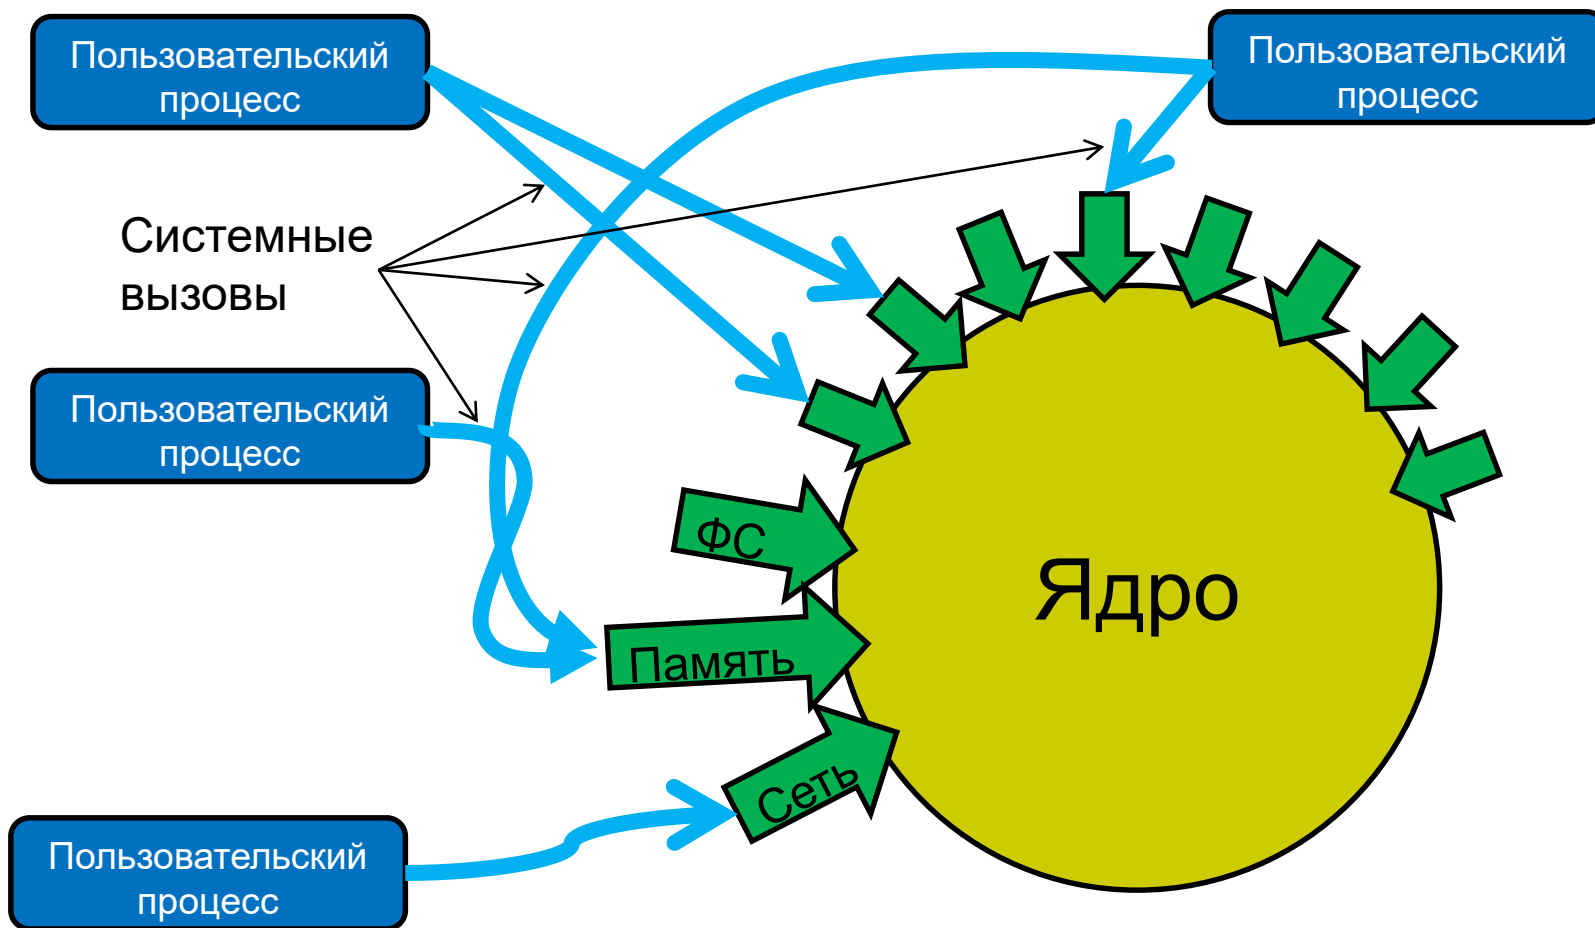 Пользовательский
процесс
Пользовательский
процесс
Системные
вызовы
Пользовательский
процесс
ФС
Ядро
Память
Сеть
Пользовательский
процесс